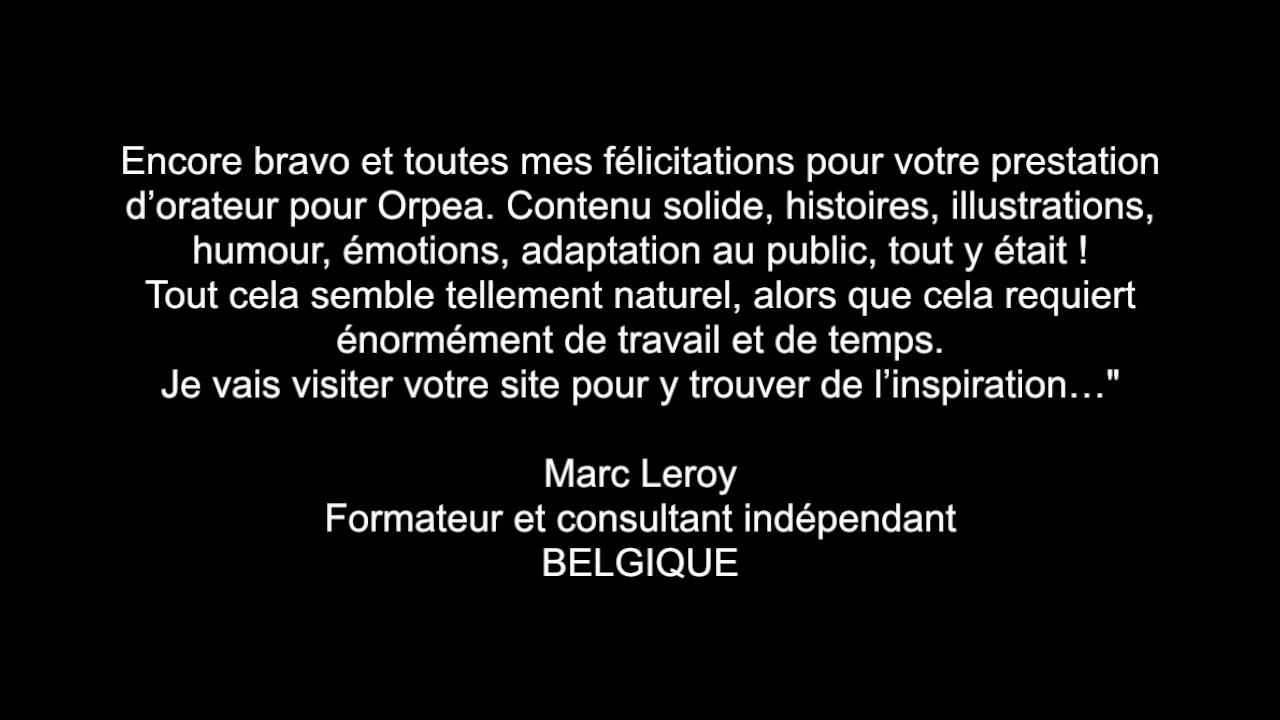 Encore bravo et toutes mes félicitations pour votre prestation
d’orateur pour Orpea. Contenu solide, histoires, illustrations,
humour, émotions, adaptation au public, tout y était !
Tout cela semble tellement naturel, alors que cela requiert
énormément de travail et de temps.
Je vais visiter votre site pour y trouver de l’inspiration…"
Marc Leroy
Formateur et consultant indépendant
BELGIQUE